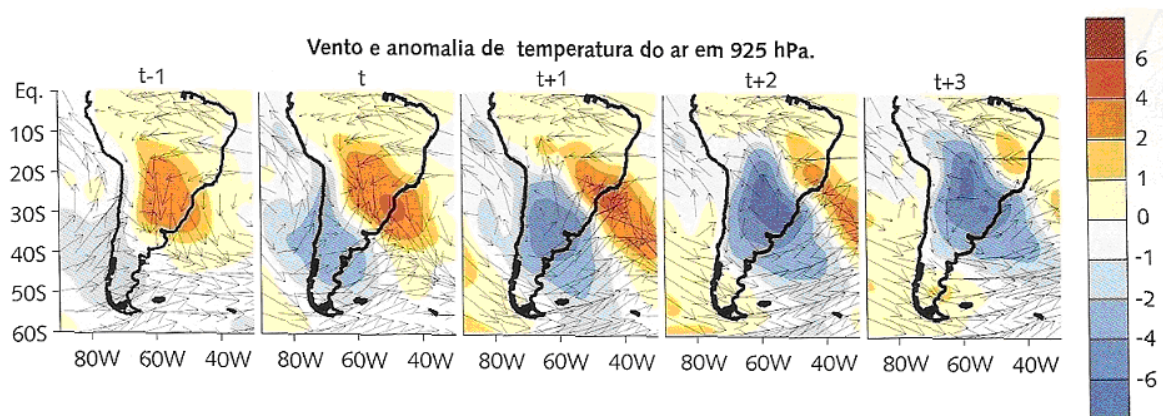 Vento e anomalia de temperatura do ar em 925 hPa.
t-1 t t+1 t+2 t+3
Eq.
10S
20S
30S
40S
50S
60S
80W 60W 40W 80W 60W 40W 80W 60W 40W 80W 60W 40W 80W 60W 40W
6
4
2
1
0
-1
-2
-4
-6